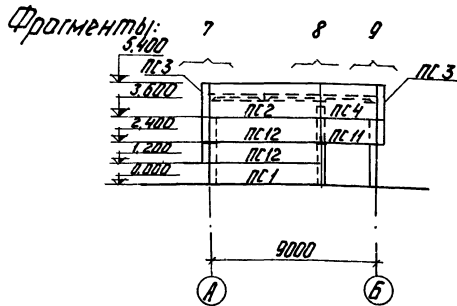 Фрагменты: 7 8 9
5,400
ПС3 ПС3
3,600
ПС2 ПС4
2,400
ПС12 ПС11
1,200
ПС12
0.000
ПС1
9000
А Б